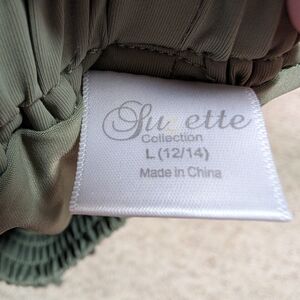 Suzette
Collection
L (12/14)
Made in China